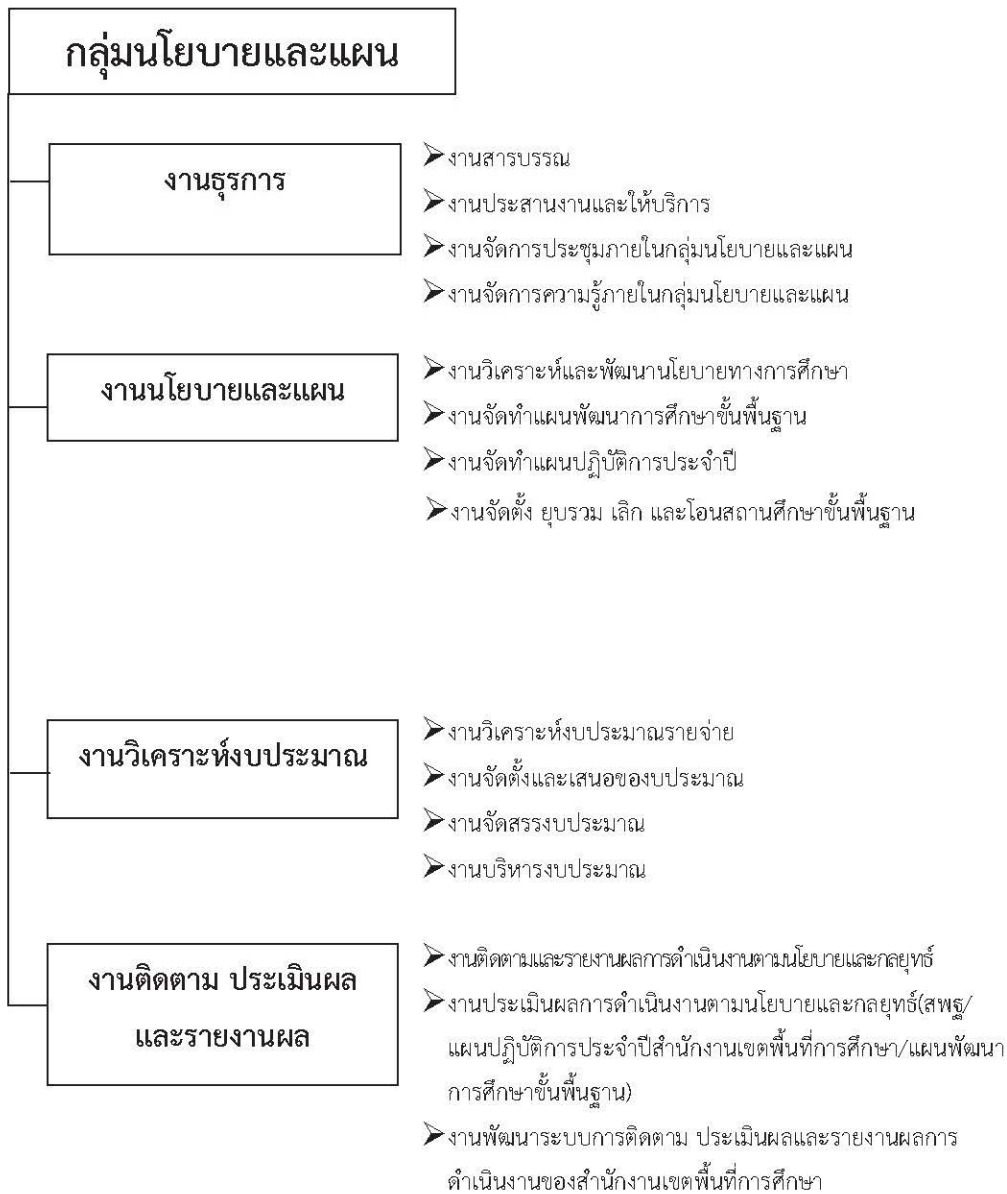 กลุ่มนโยบายและแผน
งานธุรการ
➢งานสารบรรณ
➢งานประสานงานและให้บริการ
➢งานจัดการประชุมภายในกลุ่มนโยบายและแผน
➢งานจัดการความรู้ภายในกลุ่มนโยบายและแผน
งานนโยบายและแผน
➢งานวิเคราะห์และพัฒนานโยบายทางการศึกษา
➢งานจัดทำแผนพัฒนาการศึกษาขั้นพื้นฐาน
➢งานจัดทำแผนปฏิบัติการประจำปี
➢งานจัดตั้ง ยุบรวม เลิก และโอนสถานศึกษาขั้นพื้นฐาน
งานวิเคราะห์งบประมาณ
➢งานวิเคราะห์งบประมาณรายจ่าย
➢งานจัดตั้งและเสนอของบประมาณ
➢งานจัดสรรงบประมาณ
➢งานบริหารงบประมาณ
งานติดตาม ประเมินผล
และรายงานผล
➢งานติดตามและรายงานผลการดำเนินงานตามนโยบายและกลยุทธ์
➢งานประเมินผลการดำเนินงานตามนโยบายและกลยุทธ์(สพฐ/
แผนปฏิบัติการประจำปีสำนักงานเขตพื้นที่การศึกษา/แผนพัฒนา
การศึกษาขั้นพื้นฐาน)
➢งานพัฒนาระบบการติดตาม ประเมินผลและรายงานผลการ
ดำเนินงานของสำนักงานเขตพื้นที่การศึกษา